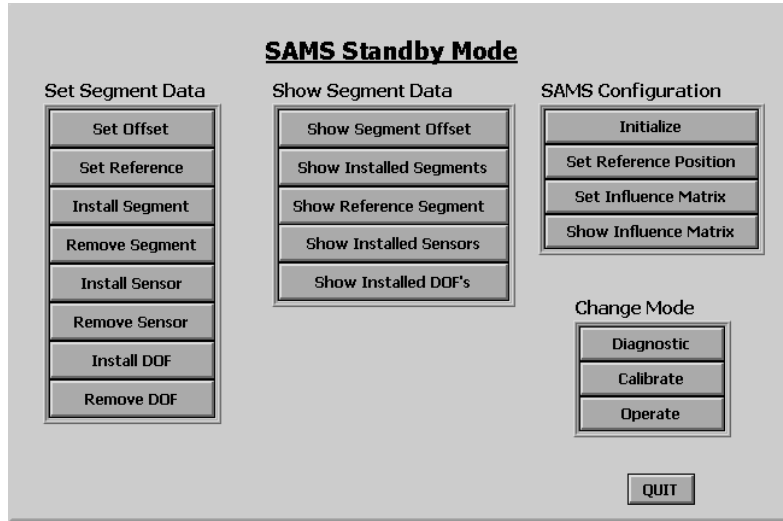 SAMS Standby Mode
Set Segment Data
Set Offset
Set Reference
Install Segment
Remove Segment
Install Sensor
Remove Sensor
Install DOF
Remove DOF
Show Segment Data
Show Segment Offset
Show Installed Segments
Show Reference Segment
Show Installed Sensors
Show Installed DOF's
SAMS Configuration
Initialize
Set Reference Position
Set Influence Matrix
Show Influence Matrix
Change Mode
Diagnostic
Calibrate
Operate
QUIT